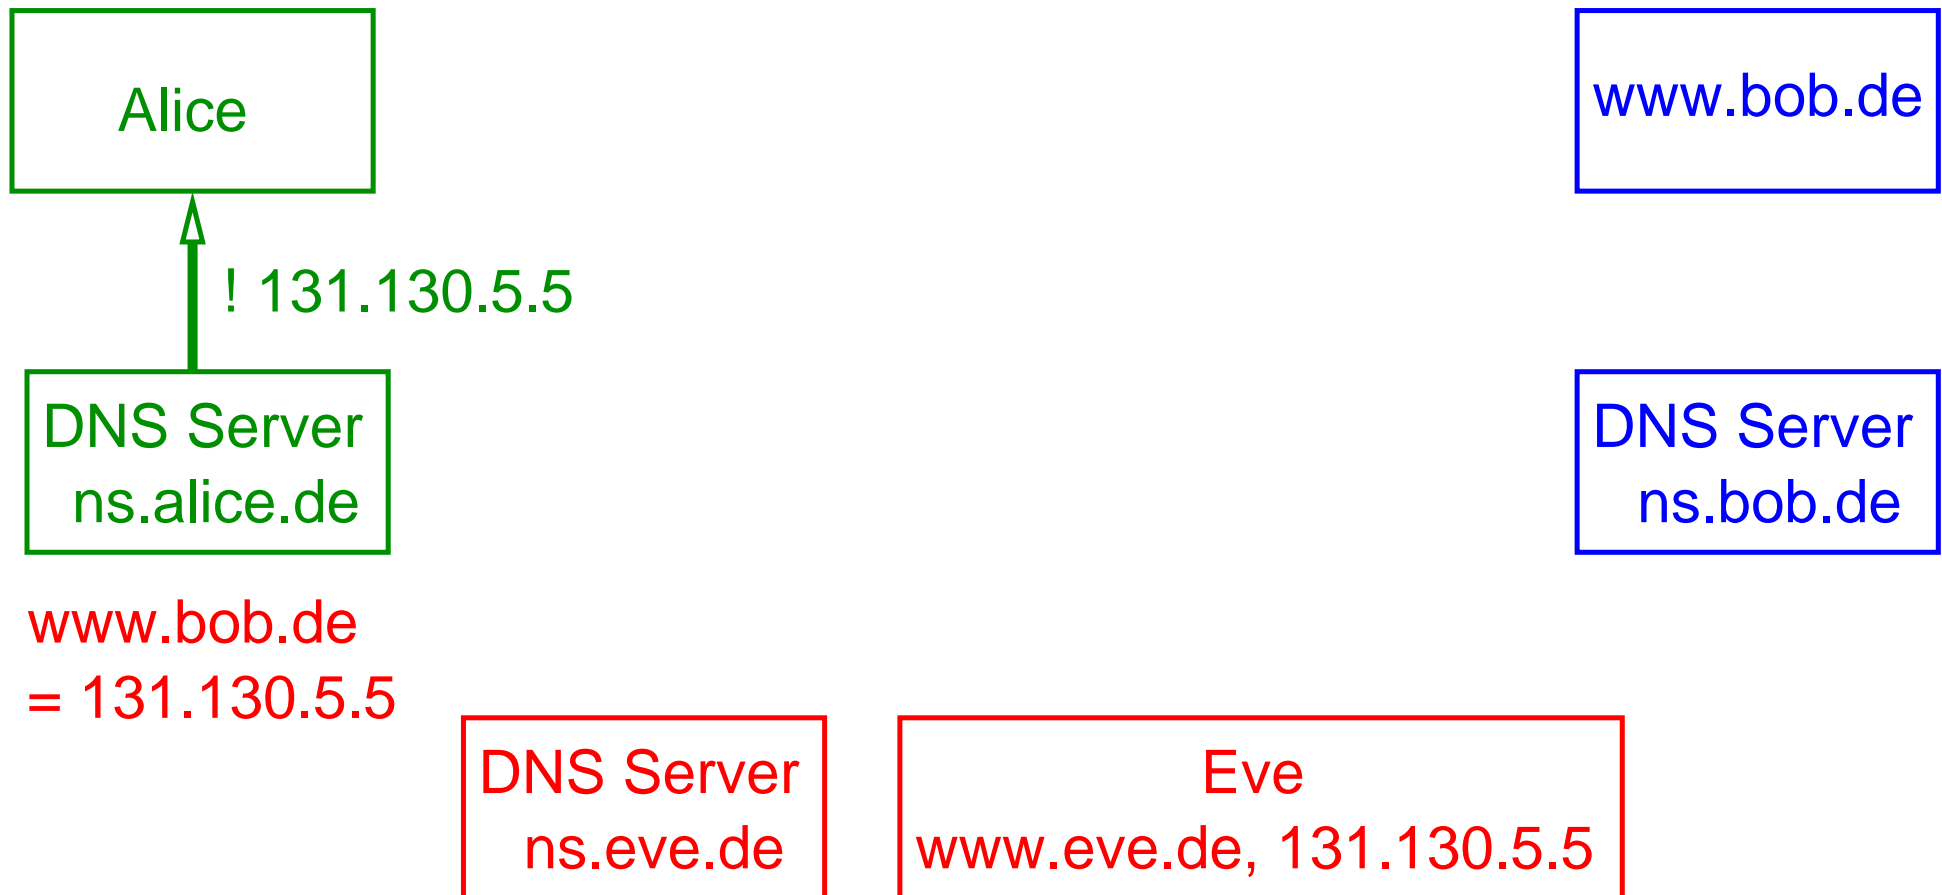 Alice
www.bob.de
! 131.130.5.5
DNS Server
ns.alice.de
DNS Server
ns.bob.de
www.bob.de
= 131.130.5.5
DNS Server
ns.eve.de
Eve
www.eve.de, 131.130.5.5